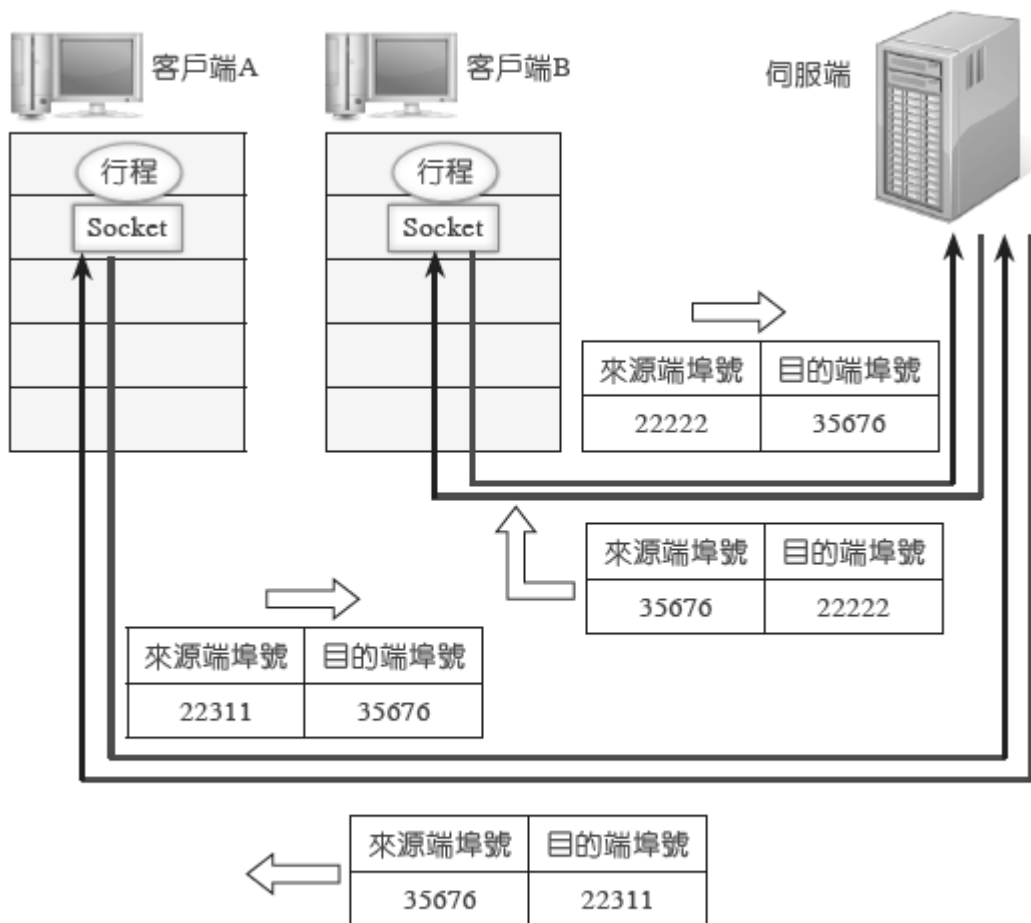 客戶端A
客戶端B
伺服端
行程
行程
Socket
Socket
來源端埠號 目的端埠號
22222 35676
來源端埠號 目的端埠號
35676 22222
來源端埠號 目的端埠號
22311 35676
來源端埠號 目的端埠號
35676 22311